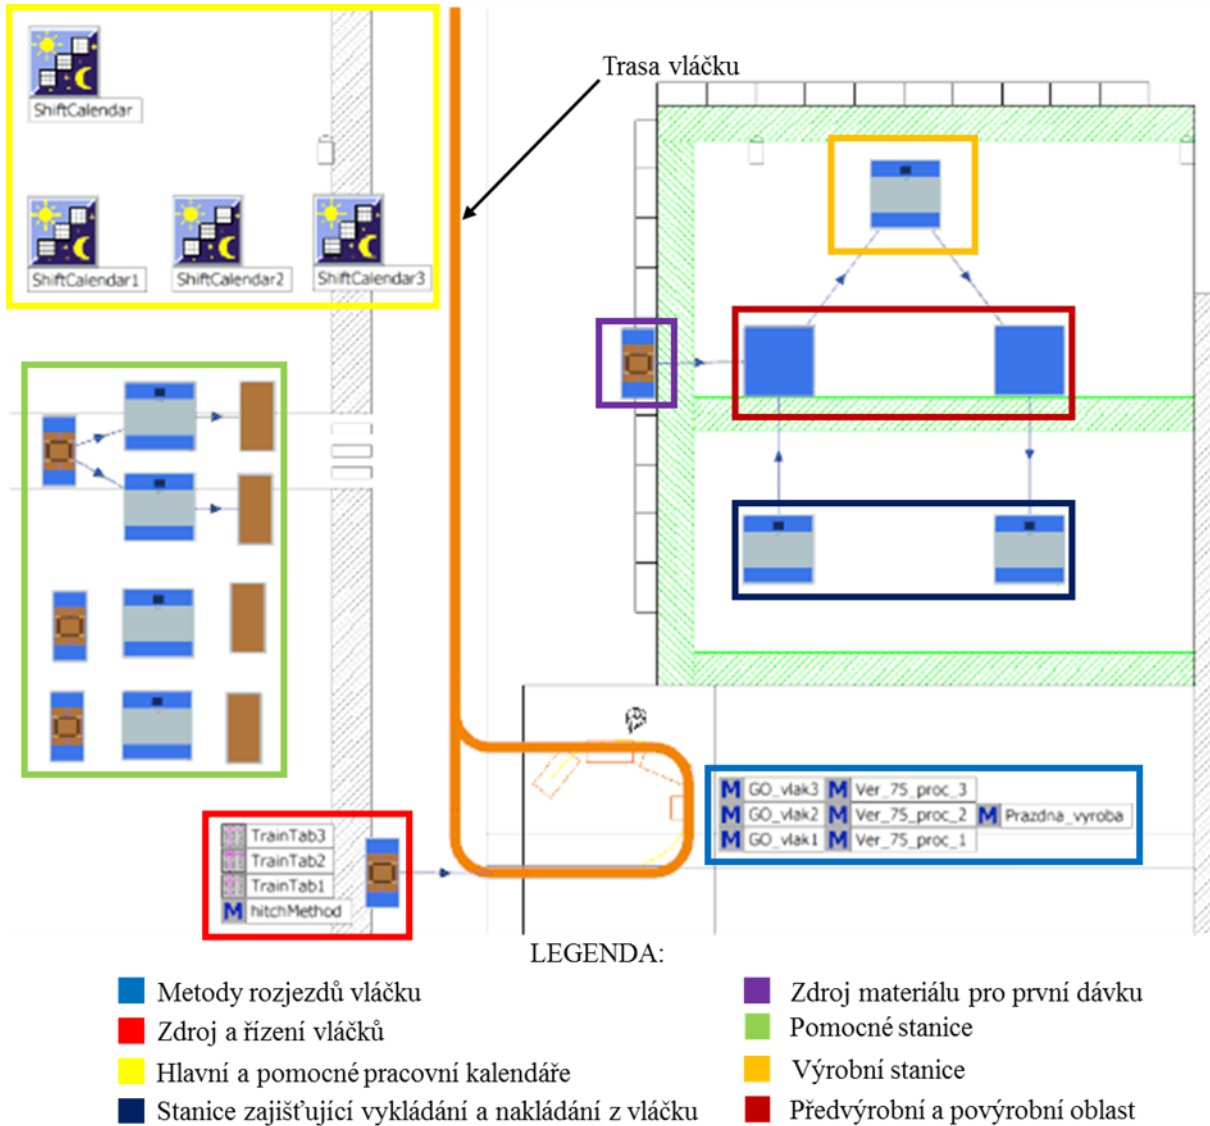 Trasa vláčku
ShiftCalendar
ShiftCalendar1
ShiftCalendar2
ShiftCalendar3
GO_vlak3
Ver_75_proc_3
GO_vlak2
Ver_75_proc_2
Prazdna_vyroba
GO_vlak1
Ver_75_proc_1
TrainTab3
TrainTab2
TrainTab1
hitchMethod
LEGENDA:
Metody rozjezdů vláčku
Zdroj a řízení vláčků
Hlavní a pomocné pracovní kalendáře
Stanice zajišťující vykládání a nakládání z vláčku
Zdroj materiálu pro první dávku
Pomocné stanice
Výrobní stanice
Předvýrobní a povýrobní oblast